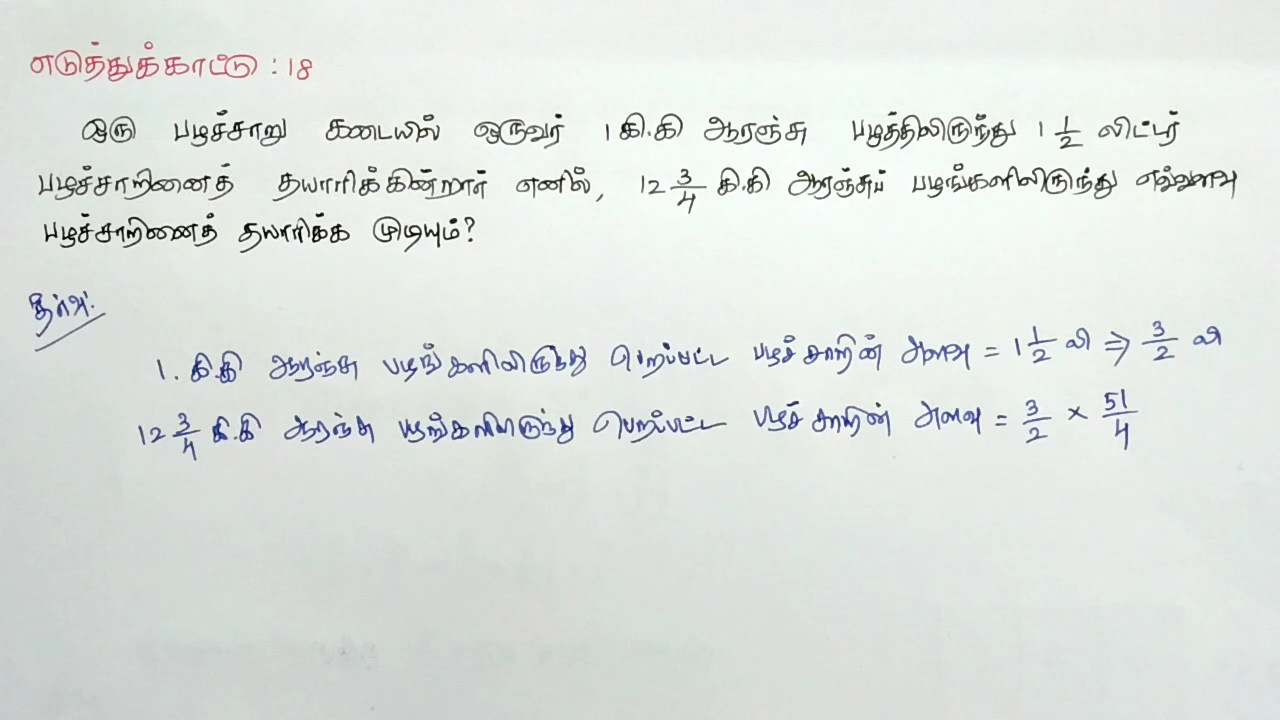 எடுத்துக்காட்டு : 18
ஒரு பழச்சாறு கடையில் ஒருவர் 1 கி.கி ஆரஞ்சு பழத்திலிருந்து 1 1/2 லிட்டர்
பழச்சாறினைத் தயாரிக்கின்றார் எனில், 12 3/4 கி.கி ஆரஞ்சுப் பழங்களிலிருந்து எவ்வளவு
பழச்சாறினைத் தயாரிக்க முடியும்?
தீர்வு:
1. கி.கி ஆரஞ்சு பழங்களிலிருந்து பெறப்பட்ட பழச் சாறின் அளவு = 1 1/2 லி ⇒ 3/2 லி
12 3/4 கி.கி ஆரஞ்சு பழங்களிலிருந்து பெறப்பட்ட பழச் சாறின் அளவு = 3/2 × 51/4